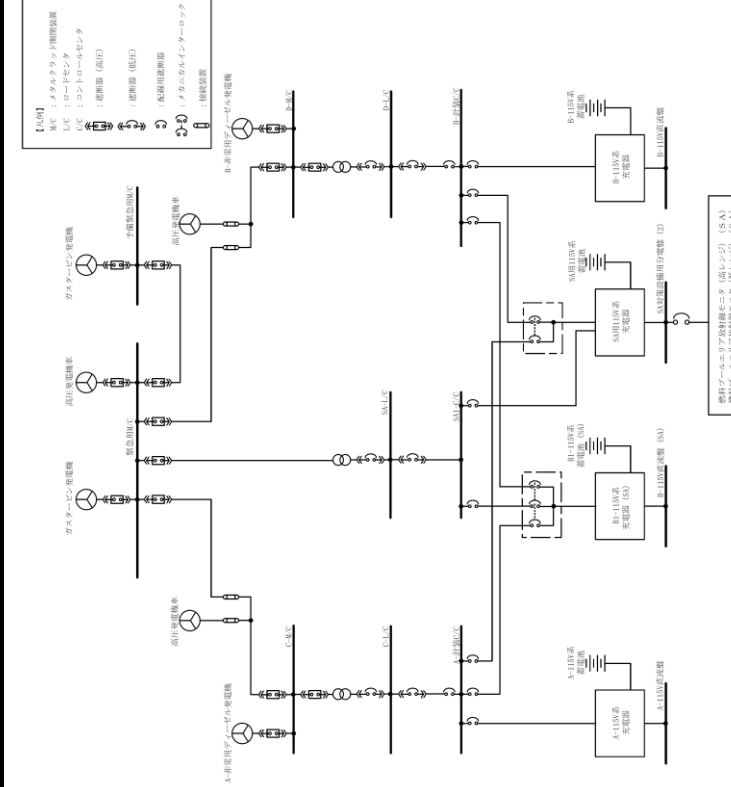 【凡例】
M/C ：メタルクラッド開閉装置
L/C ：ロードセンタ
C/C ：コントロールセンタ
：遮断器（高圧）
：遮断器（低圧）
：配線用遮断器
：メカニカルインターロック
：接続装置
ガスタービン発電機
高圧発電機車
ガスタービン発電機
緊急用M/C
予備緊急用M/C
高圧発電機車
高圧発電機車
A-非常用ディーゼル発電機
B-非常用ディーゼル発電機
C-M/C
D-M/C
C-L/C
SA-L/C
D-L/C
A-計装C/C
SA1-C/C
B-計装C/C
A-115V系
蓄電池
B1-115V系
蓄電池（SA）
SA用115V系
蓄電池
B-115V系
蓄電池
A-115V系
充電器
B1-115V系
充電器（SA）
SA用115V系
充電器
B-115V系
充電器
A-115V直流盤
B-115V直流盤（SA）
SA対策設備用分電盤（2）
B-115V直流盤
燃料プールエリア放射線モニタ（高レンジ）（SA）